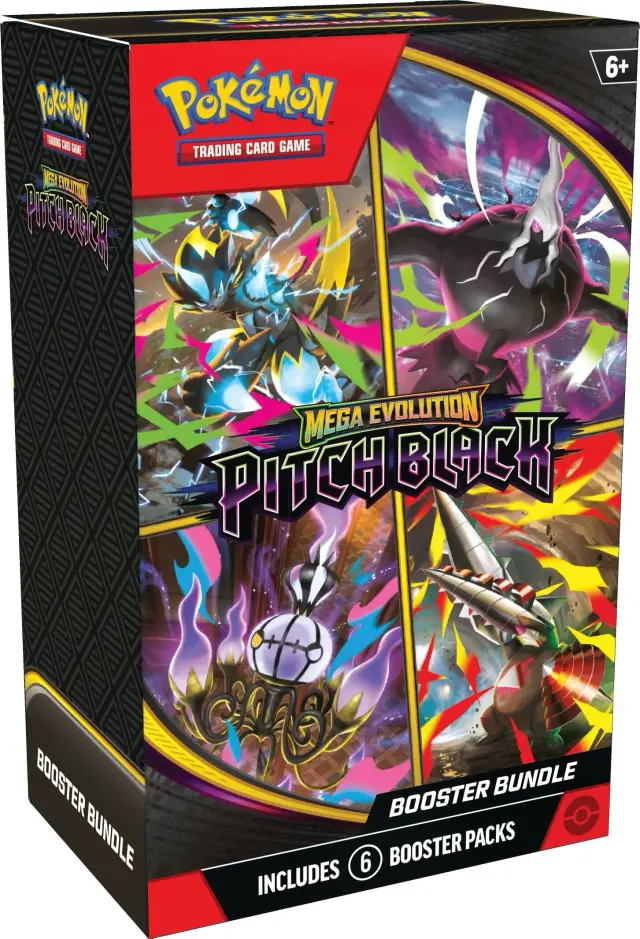 POKÉMON
TRADING CARD GAME
6+
MEGA EVOLUTION
PITCH BLACK
BOOSTER BUNDLE
INCLUDES 6 BOOSTER PACKS
POKÉMON
TRADING CARD GAME
MEGA EVOLUTION
PITCH BLACK
BOOSTER BUNDLE